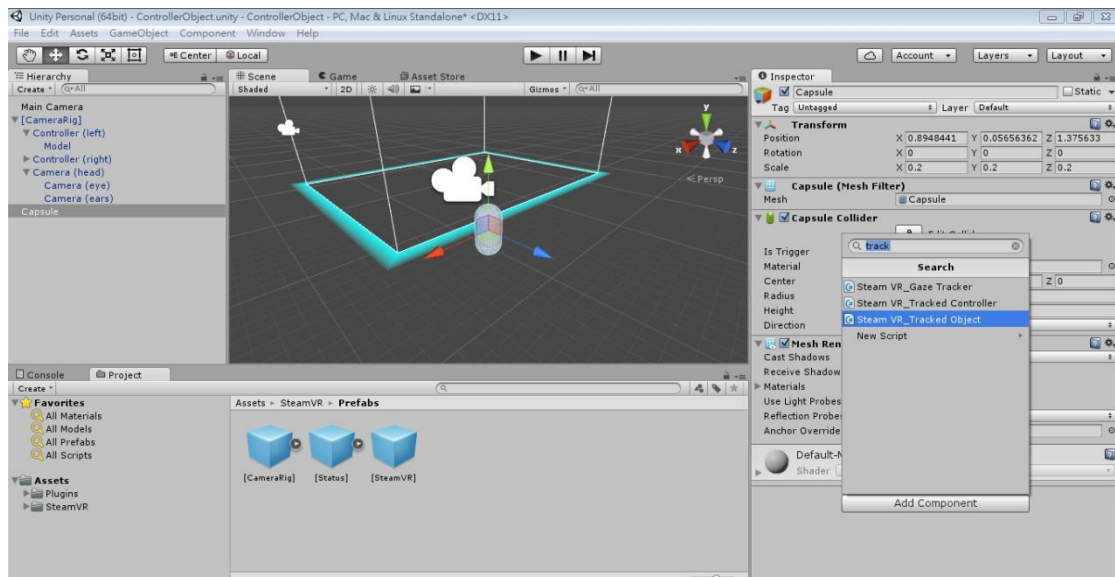 Unity Personal (64bit) - ControllerObject.unity - ControllerObject - PC, Mac & Linux Standalone* <DX11>
File Edit Assets GameObject Component Window Help
Center Local Account Layers Layout
Hierarchy
Create All
Main Camera
[CameraRig]
Controller (left)
Model
Controller (right)
Camera (head)
Camera (eye)
Camera (ears)
Capsule
Scene Game Asset Store
Shaded 2D Gizmos All
y
x z
Persp
Console Project
Create
Favorites
All Materials
All Models
All Prefabs
All Scripts
Assets
Plugins
SteamVR
Assets SteamVR Prefabs
[CameraRig] [Status] [SteamVR]
Inspector
Capsule Static
Tag Untagged Layer Default
Transform
Position X 0.8948441 Y 0.05656362 Z 1.375633
Rotation X 0 Y 0 Z 0
Scale X 0.2 Y 0.2 Z 0.2
Capsule (Mesh Filter)
Mesh Capsule
Capsule Collider
Is Trigger
Material
Center Z 0
Radius
Height
Direction
Mesh Ren
Cast Shadows
Receive Shadow
Materials
Use Light Probes
Reflection Probe
Anchor Override
Default-M
Shader
track
Search
Steam VR_Gaze Tracker
Steam VR_Tracked Controller
Steam VR_Tracked Object
New Script
Add Component